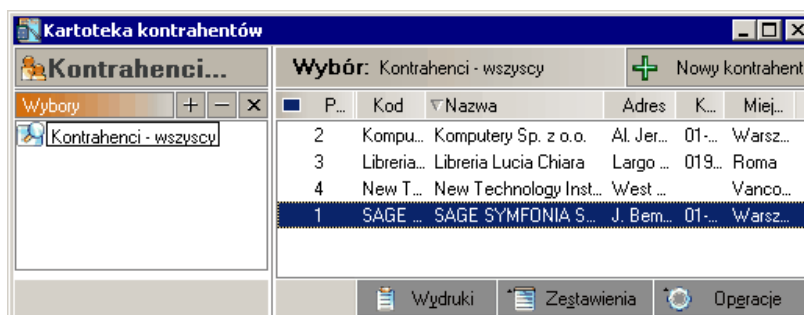 Kartoteka kontrahentów
Kontrahenci...
Wybór: Kontrahenci - wszyscy
Nowy kontrahent
Wybory
Kontrahenci - wszyscy
P... Kod Nazwa Adres K... Miej...
2 Kompu... Komputery Sp. z o.o. Al. Jer... 01-... Warsz...
3 Libreria... Libreria Lucia Chiara Largo ... 019... Roma
4 New T... New Technology Inst... West ... Vanco...
1 SAGE ... SAGE SYMFONIA S... J. Bem... 01-... Warsz...
Wydruki Zestawienia Operacje